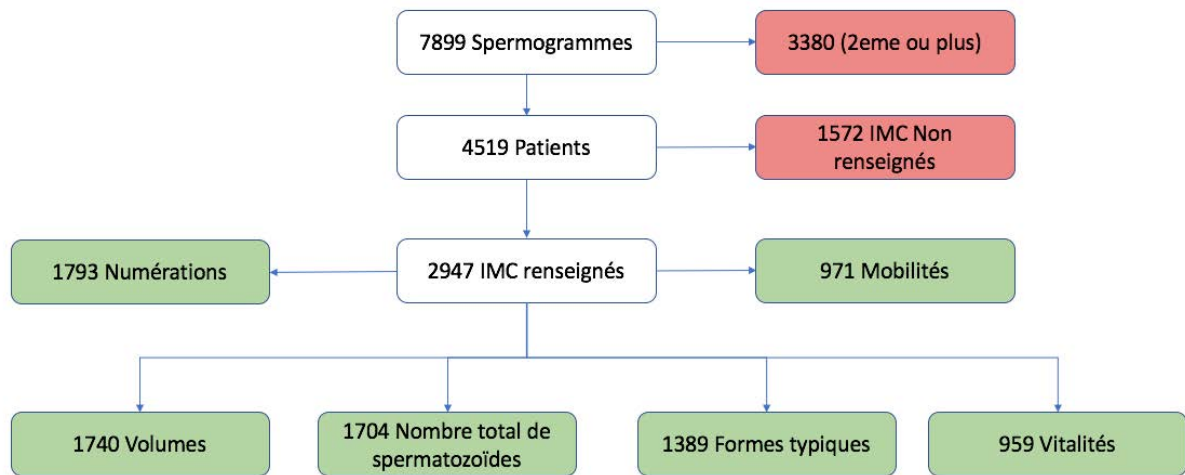 7899 Spermogrammes
3380 (2eme ou plus)
4519 Patients
1572 IMC Non
renseignés
1793 Numérations
2947 IMC renseignés
971 Mobilités
1740 Volumes
1704 Nombre total de
spermatozoïdes
1389 Formes typiques
959 Vitalités